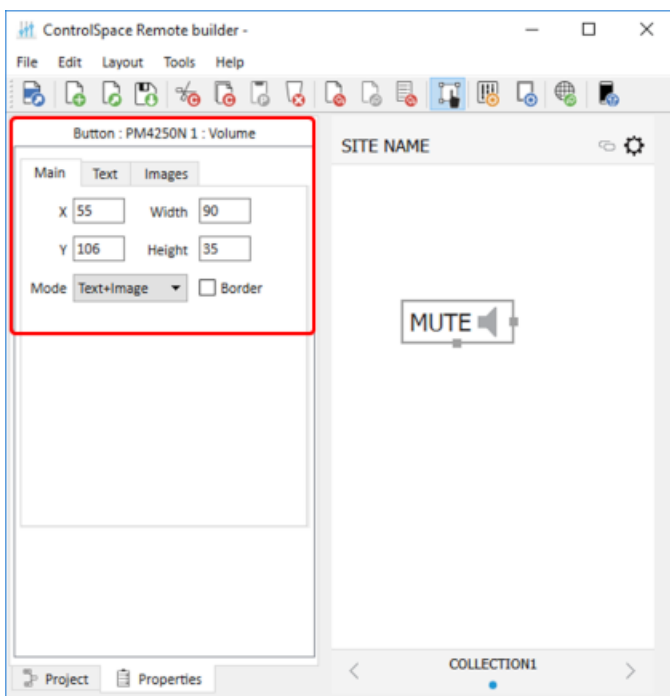 ControlSpace Remote builder -
File Edit Layout Tools Help
Button : PM4250N 1 : Volume
SITE NAME
Main Text Images
X 55 Width 90
Y 106 Height 35
Mode Text+Image Border
MUTE
Project Properties
COLLECTION1